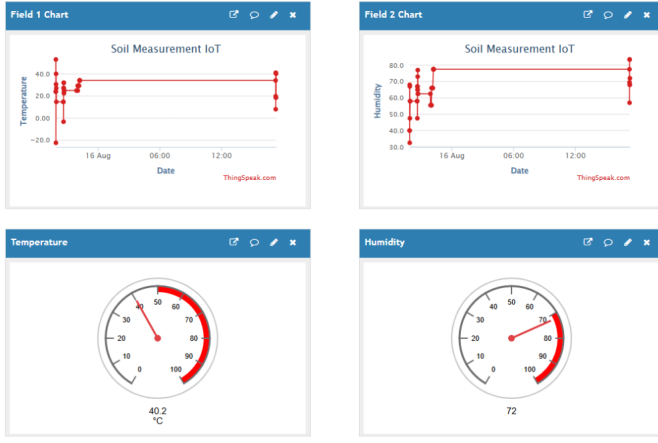 Field 1 Chart
Soil Measurement IoT
Temperature
40.0
20.0
0.00
-20.0
16 Aug
06:00
12:00
Date
ThingSpeak.com
Field 2 Chart
Soil Measurement IoT
Humidity
80.0
70.0
60.0
50.0
40.0
30.0
16 Aug
06:00
12:00
Date
ThingSpeak.com
Temperature
0
10
20
30
40
50
60
70
80
90
100
40.2
°C
Humidity
0
10
20
30
40
50
60
70
80
90
100
72